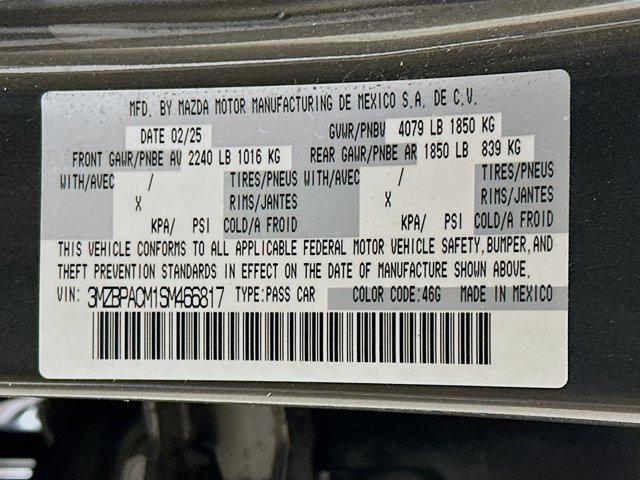 MFD. BY MAZDA MOTOR MANUFACTURING DE MEXICO S.A. DE C.V.
DATE 02/25 GVWR/PNBV 4079 LB 1850 KG
FRONT GAWR/PNBE AV 2240 LB 1016 KG REAR GAWR/PNBE AR 1850 LB 839 KG
WITH/AVEC / TIRES/PNEUS WITH/AVEC / TIRES/PNEUS
X RIMS/JANTES X RIMS/JANTES
KPA/ PSI COLD/A FROID KPA/ PSI COLD/A FROID
THIS VEHICLE CONFORMS TO ALL APPLICABLE FEDERAL MOTOR VEHICLE SAFETY, BUMPER, AND
THEFT PREVENTION STANDARDS IN EFFECT ON THE DATE OF MANUFACTURE SHOWN ABOVE.
VIN: 3MZBPACM1SM466817 TYPE:PASS CAR COLOR CODE:46G MADE IN MEXICO